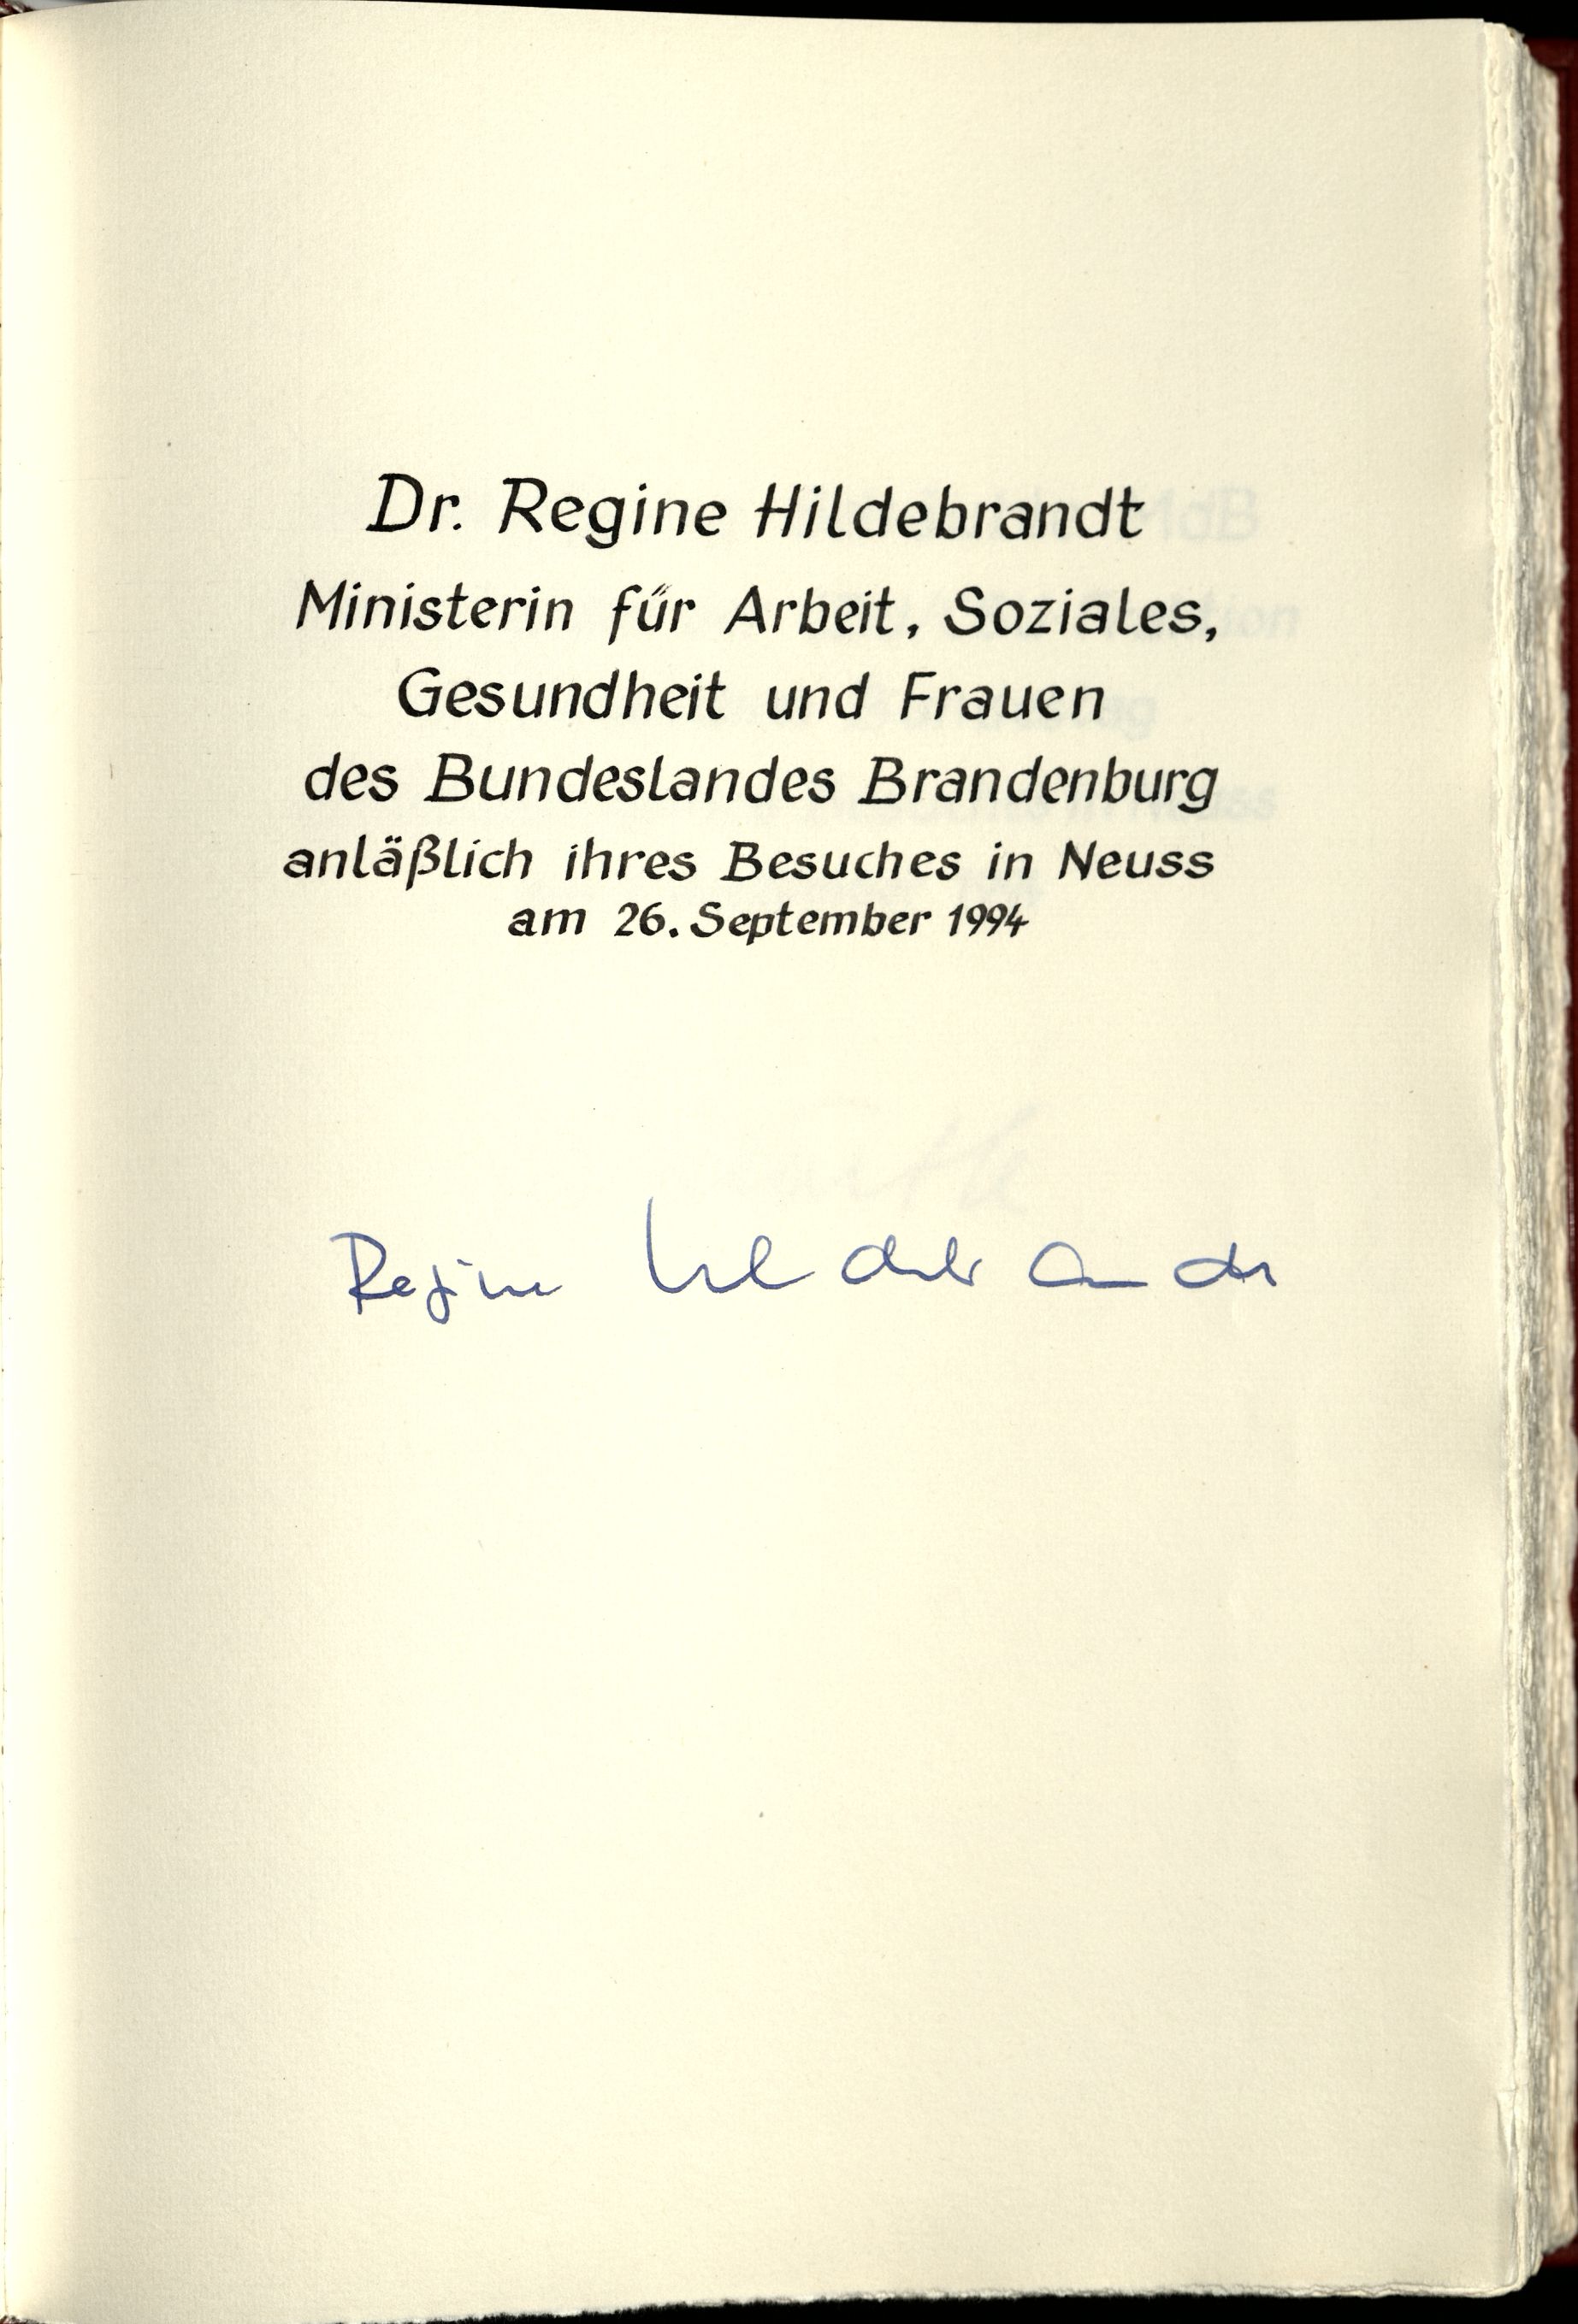 Dr. Regine Hildebrandt
Ministerin für Arbeit, Soziales,
Gesundheit und Frauen
des Bundeslandes Brandenburg
anläßlich ihres Besuches in Neuss
am 26. September 1994
Regine Hildebrandt